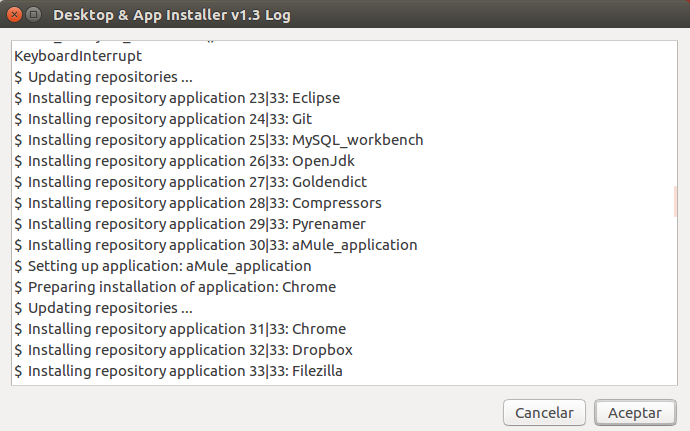 Desktop & App Installer v1.3 Log
KeyboardInterrupt
$ Updating repositories ...
$ Installing repository application 23|33: Eclipse
$ Installing repository application 24|33: Git
$ Installing repository application 25|33: MySQL_workbench
$ Installing repository application 26|33: OpenJdk
$ Installing repository application 27|33: Goldendict
$ Installing repository application 28|33: Compressors
$ Installing repository application 29|33: Pyrenamer
$ Installing repository application 30|33: aMule_application
$ Setting up application: aMule_application
$ Preparing installation of application: Chrome
$ Updating repositories ...
$ Installing repository application 31|33: Chrome
$ Installing repository application 32|33: Dropbox
$ Installing repository application 33|33: Filezilla
Cancelar Aceptar